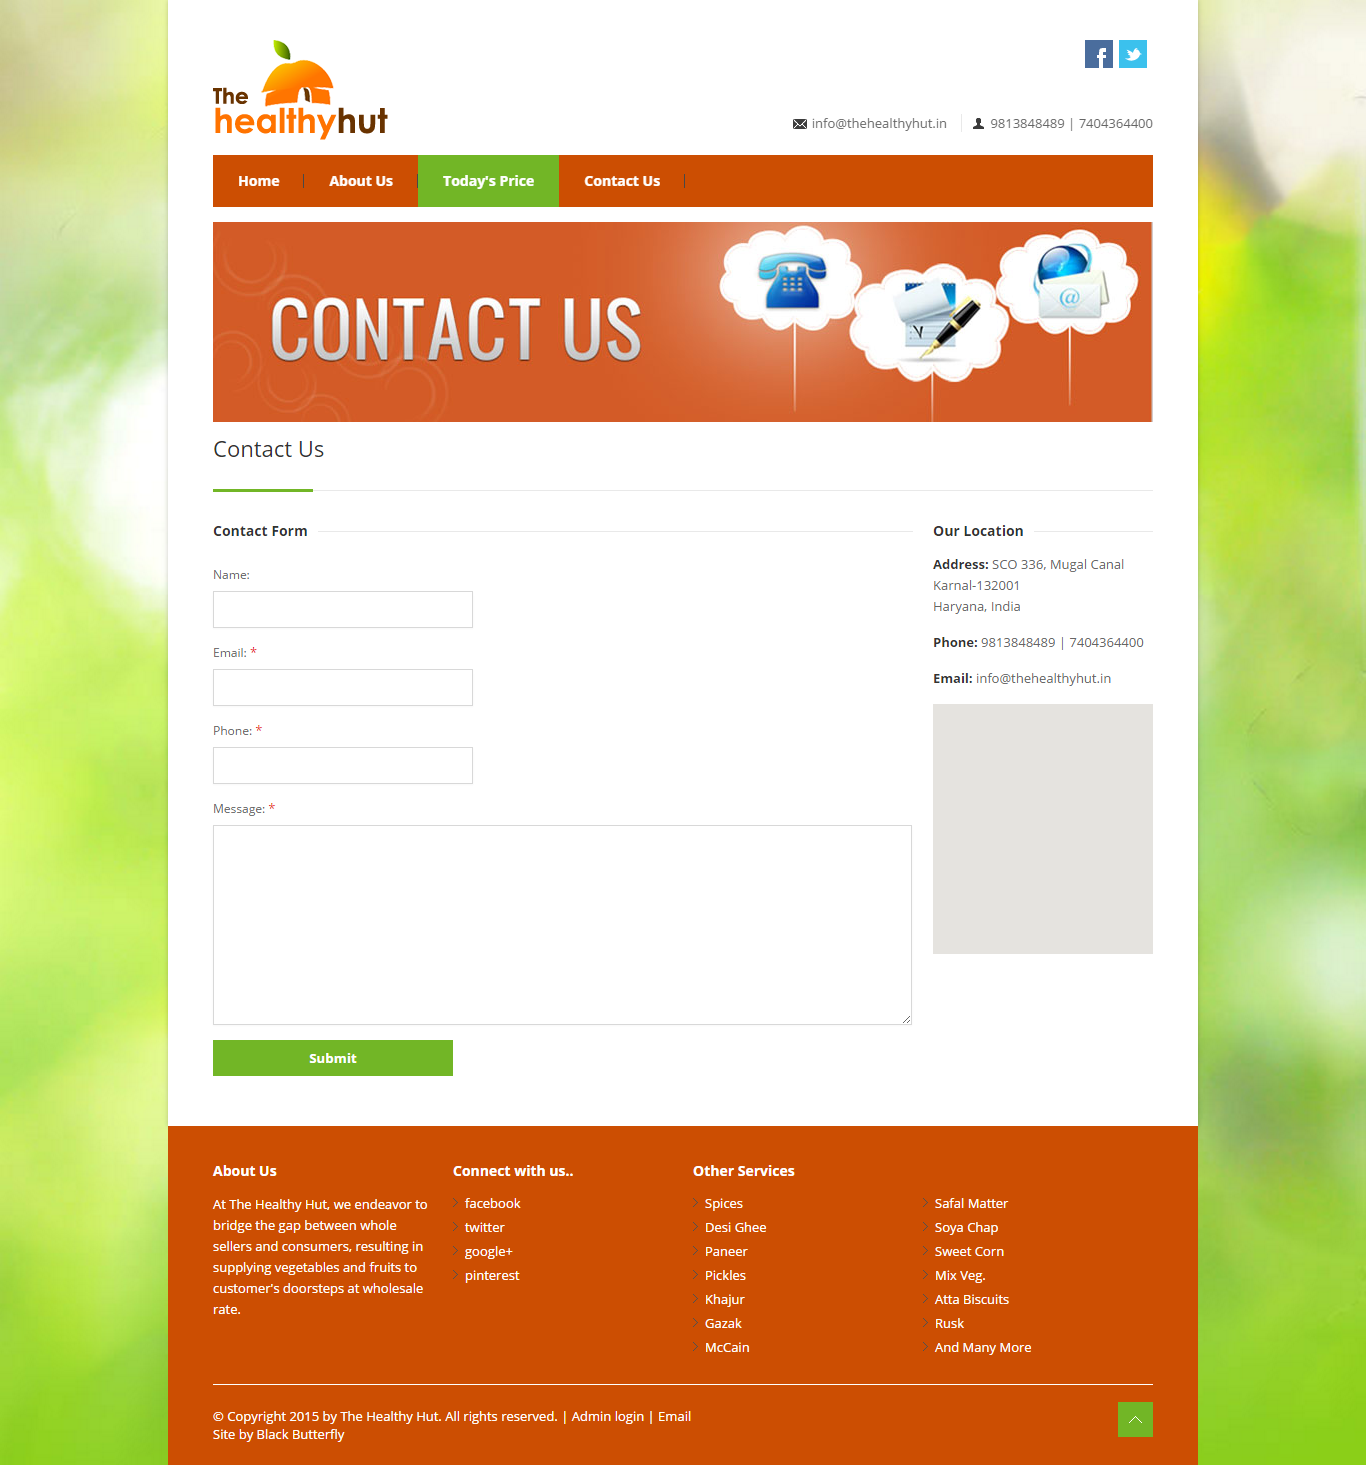 The
healthyhut
info@thehealthyhut.in
9813848489 | 7404364400
Home
About Us
Today's Price
Contact Us
CONTACT US
@
Contact Us
Contact Form
Name:
Email: *
Phone: *
Message: *
Submit
Our Location
Address: SCO 336, Mugal Canal
Karnal-132001
Haryana, India
Phone: 9813848489 | 7404364400
Email: info@thehealthyhut.in
About Us
At The Healthy Hut, we endeavor to
bridge the gap between whole
sellers and consumers, resulting in
supplying vegetables and fruits to
customer's doorsteps at wholesale
rate.
Connect with us..
facebook
twitter
google+
pinterest
Other Services
Spices
Desi Ghee
Paneer
Pickles
Khajur
Gazak
McCain
Safal Matter
Soya Chap
Sweet Corn
Mix Veg.
Atta Biscuits
Rusk
And Many More
© Copyright 2015 by The Healthy Hut. All rights reserved. | Admin login | Email
Site by Black Butterfly